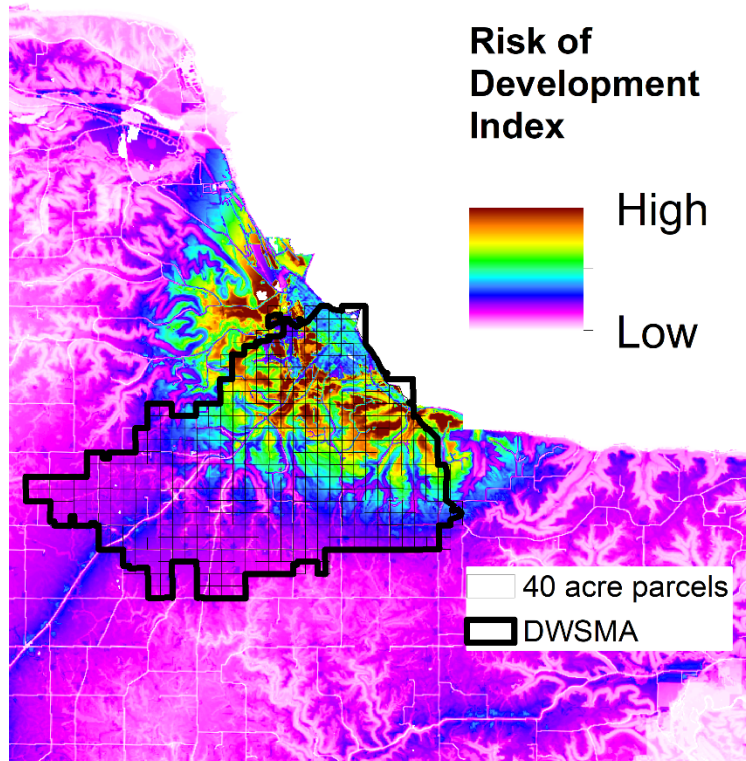 Risk of
Development
Index
High
Low
40 acre parcels
DWSMA